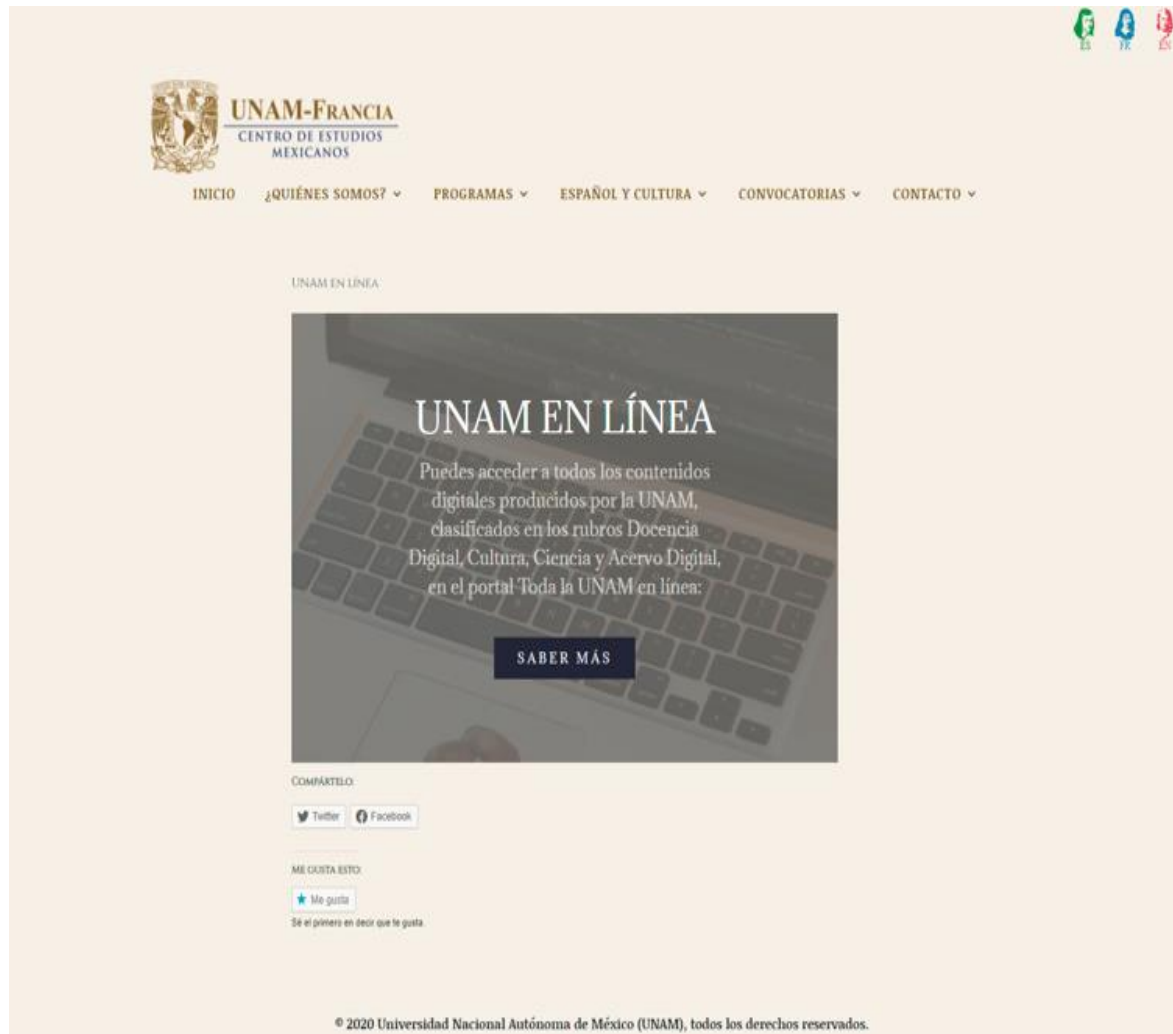 ES FR EN
UNAM-FRANCIA
CENTRO DE ESTUDIOS
MEXICANOS
INICIO ¿QUIÉNES SOMOS? PROGRAMAS ESPAÑOL Y CULTURA CONVOCATORIAS CONTACTO
UNAM EN LÍNEA
UNAM EN LÍNEA
Puedes acceder a todos los contenidos
digitales producidos por la UNAM,
clasificados en los rubros Docencia
Digital, Cultura, Ciencia y Acervo Digital,
en el portal Toda la UNAM en línea:
SABER MÁS
COMPÁRTELO:
Twitter Facebook
ME GUSTA ESTO:
Me gusta
Sé el primero en decir que te gusta.
© 2020 Universidad Nacional Autónoma de México (UNAM), todos los derechos reservados.